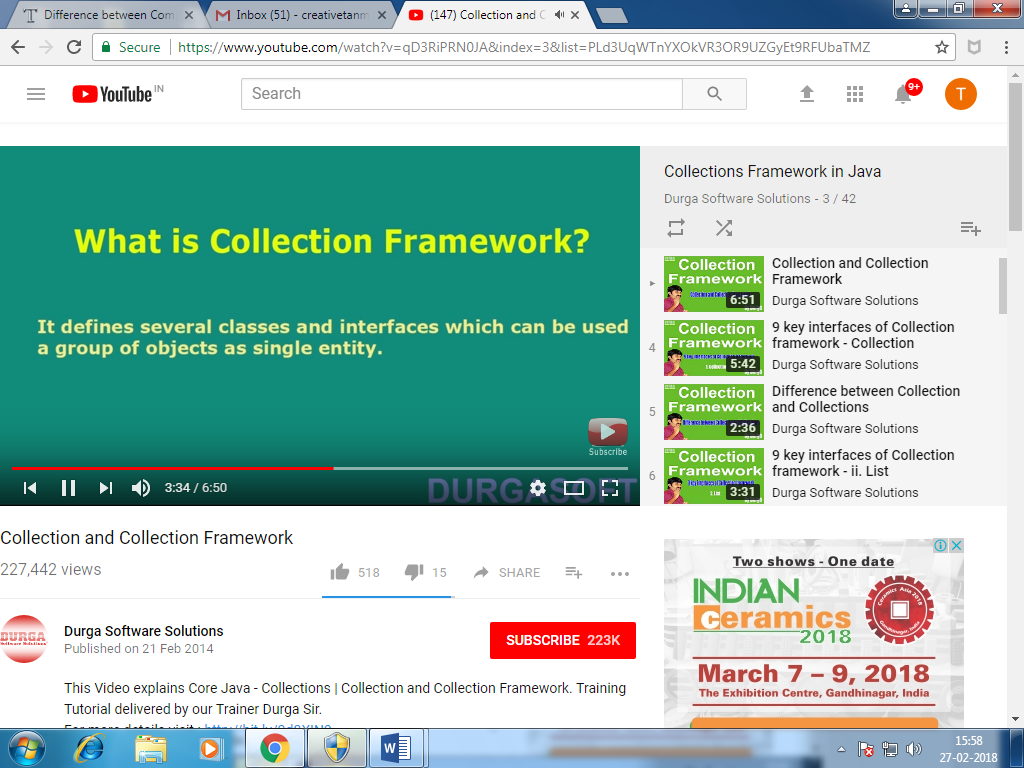 Difference between Com
Inbox (51) - creativetanm
(147) Collection and C
Secure
https://www.youtube.com/watch?v=qD3RiPRN0JA&index=3&list=PLd3UqWTnYXOkVR3OR9UZGyEt9RFUbaTMZ
YouTube IN
Search
9+
T
What is Collection Framework?
It defines several classes and interfaces which can be used
a group of objects as single entity.
Subscribe
3:34 / 6:50
DURGASOFT
Collections Framework in Java
Durga Software Solutions - 3 / 42
Collection
Framework
6:51
Collection and Collection
Framework
Durga Software Solutions
4
Collection
Framework
5:42
9 key interfaces of Collection
framework - Collection
Durga Software Solutions
5
Collection
Framework
2:36
Difference between Collection
and Collections
Durga Software Solutions
6
Collection
Framework
3:31
9 key interfaces of Collection
framework - ii. List
Durga Software Solutions
Collection and Collection Framework
227,442 views
518
15
SHARE
DURGA
Software Solutions
Durga Software Solutions
Published on 21 Feb 2014
SUBSCRIBE 223K
This Video explains Core Java - Collections | Collection and Collection Framework. Training
Tutorial delivered by our Trainer Durga Sir.
Two shows - One date
INDIAN
Ceramics
2018
Ceramics Asia 2018
Gandhinagar, India
March 7 – 9, 2018
The Exhibition Centre, Gandhinagar, India
15:58
27-02-2018